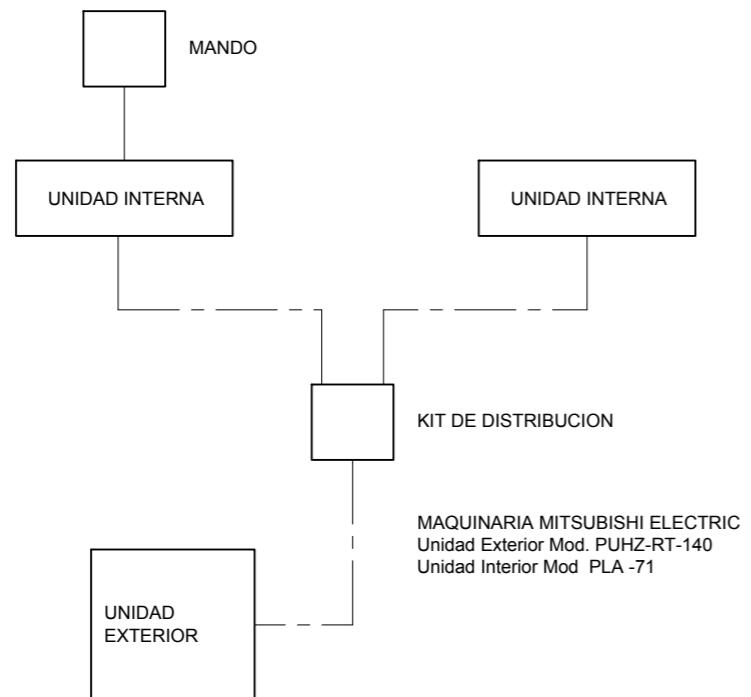 MANDO
UNIDAD INTERNA
UNIDAD INTERNA
KIT DE DISTRIBUCION
MAQUINARIA MITSUBISHI ELECTRIC
Unidad Exterior Mod. PUHZ-RT-140
Unidad Interior Mod PLA -71
UNIDAD
EXTERIOR